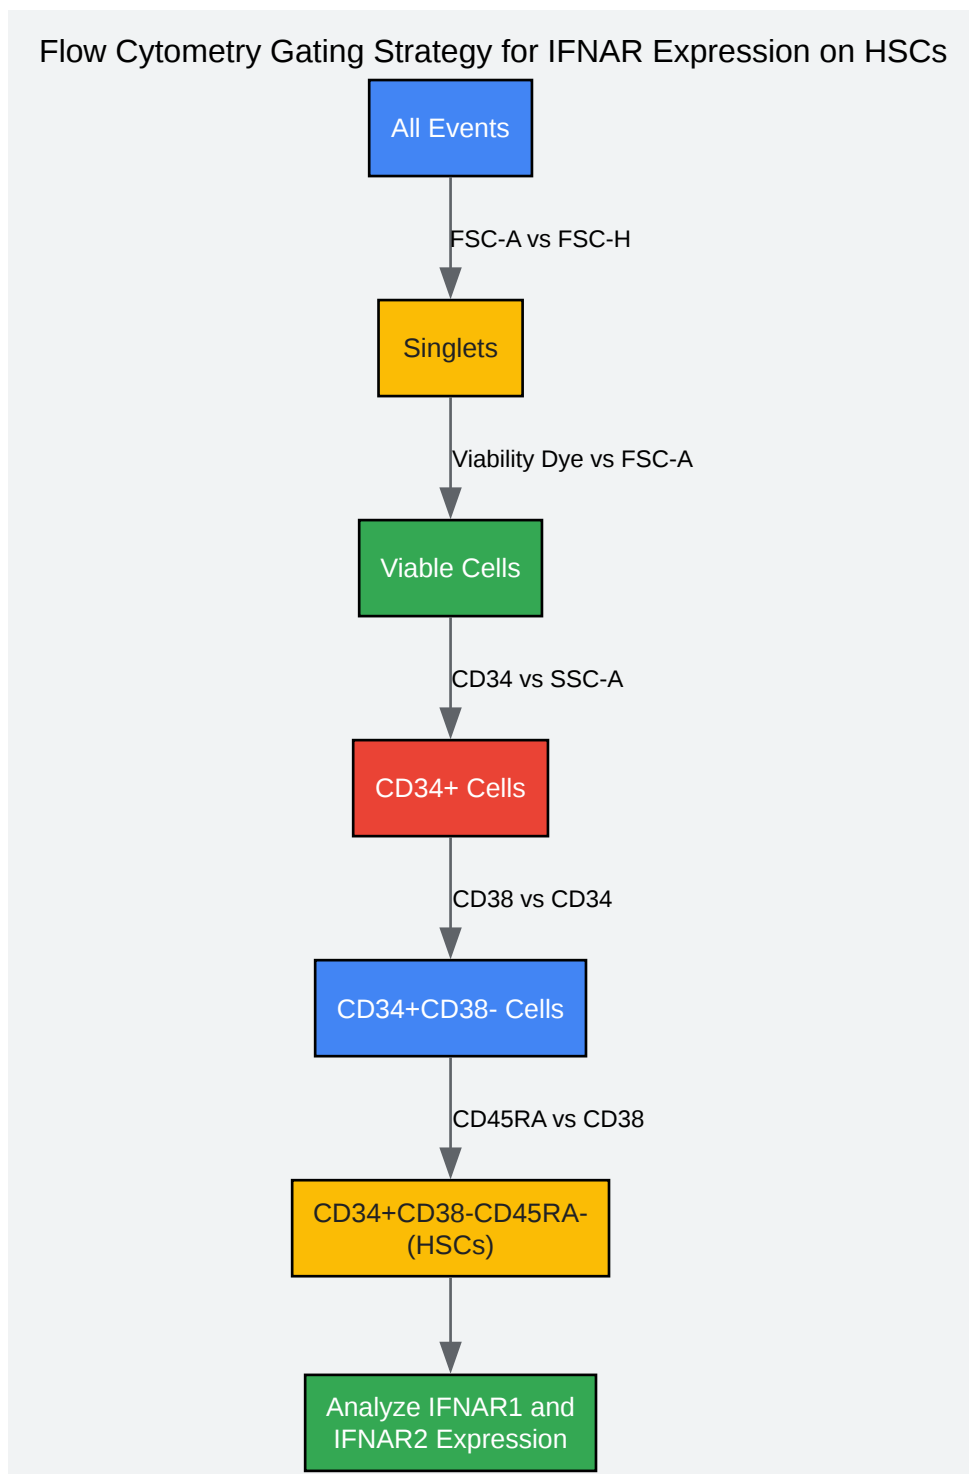 Flow Cytometry Gating Strategy for IFNAR Expression on HSCs
All Events
FSC-A vs FSC-H
Singlets
Viability Dye vs FSC-A
Viable Cells
CD34 vs SSC-A
CD34+ Cells
CD38 vs CD34
CD34+CD38- Cells
CD45RA vs CD38
CD34+CD38-CD45RA-
(HSCs)
Analyze IFNAR1 and
IFNAR2 Expression